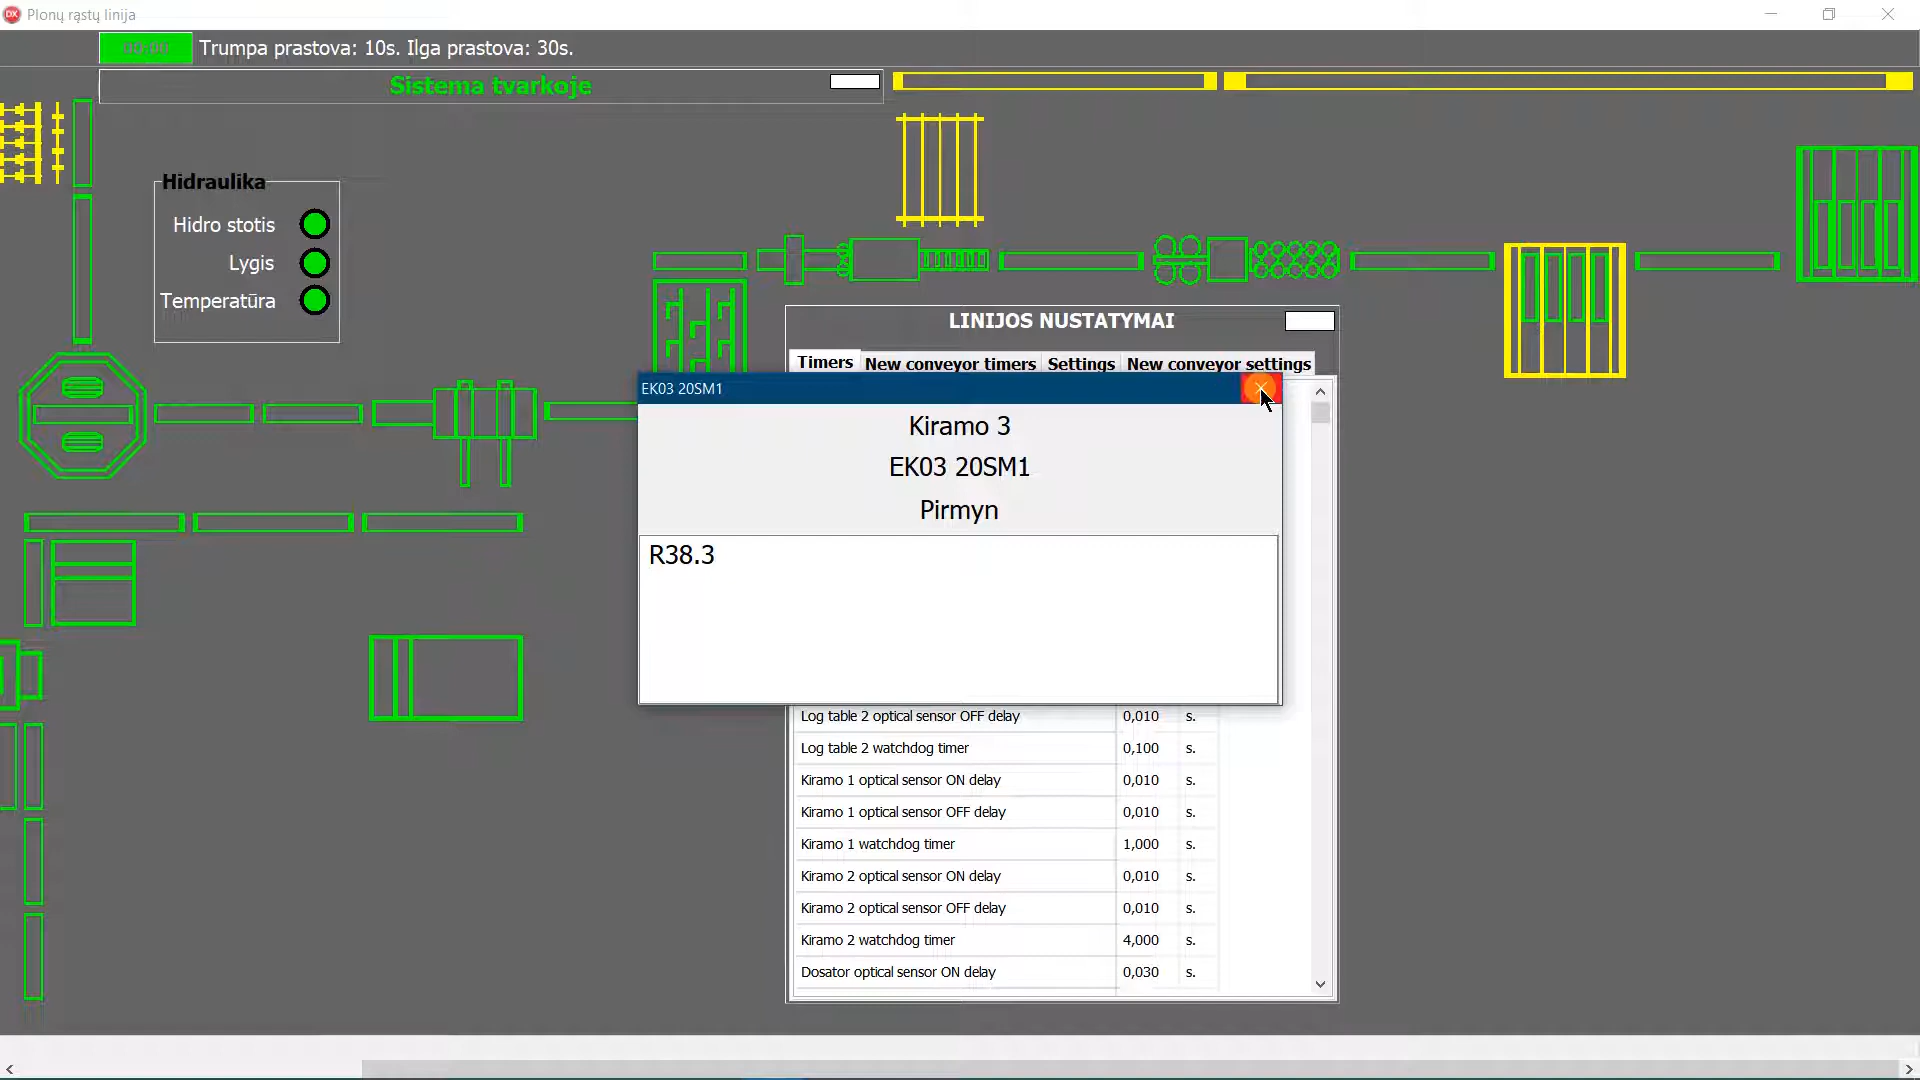 Plonų rąstų linija
Trumpa prastova: 10s. Ilga prastova: 30s.
Sistema tvarkoje
Hidraulika
Hidro stotis
Lygis
Temperatūra
LINIJOS NUSTATYMAI
Timers New conveyor timers Settings New conveyor settings
EK03 20SM1
Kiramo 3
EK03 20SM1
Pirmyn
R38.3
Log table 2 optical sensor OFF delay 0,010 s.
Log table 2 watchdog timer 0,100 s.
Kiramo 1 optical sensor ON delay 0,010 s.
Kiramo 1 optical sensor OFF delay 0,010 s.
Kiramo 1 watchdog timer 1,000 s.
Kiramo 2 optical sensor ON delay 0,010 s.
Kiramo 2 optical sensor OFF delay 0,010 s.
Kiramo 2 watchdog timer 4,000 s.
Dosator optical sensor ON delay 0,030 s.